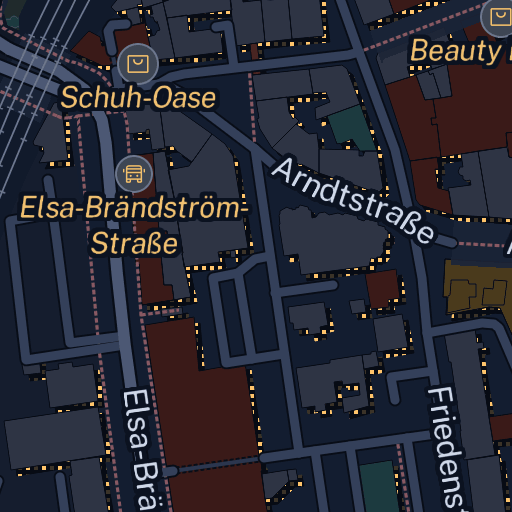 Beauty
Schuh-Oase
Elsa-Brändström-
Straße
Arndtstraße
Elsa-Brä
Friedens